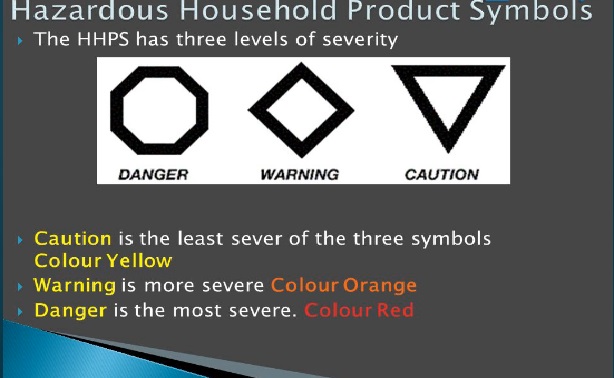 Hazardous Household Product Symbols
The HHPS has three levels of severity
DANGER WARNING CAUTION
Caution is the least sever of the three symbols
Colour Yellow
Warning is more severe Colour Orange
Danger is the most severe. Colour Red